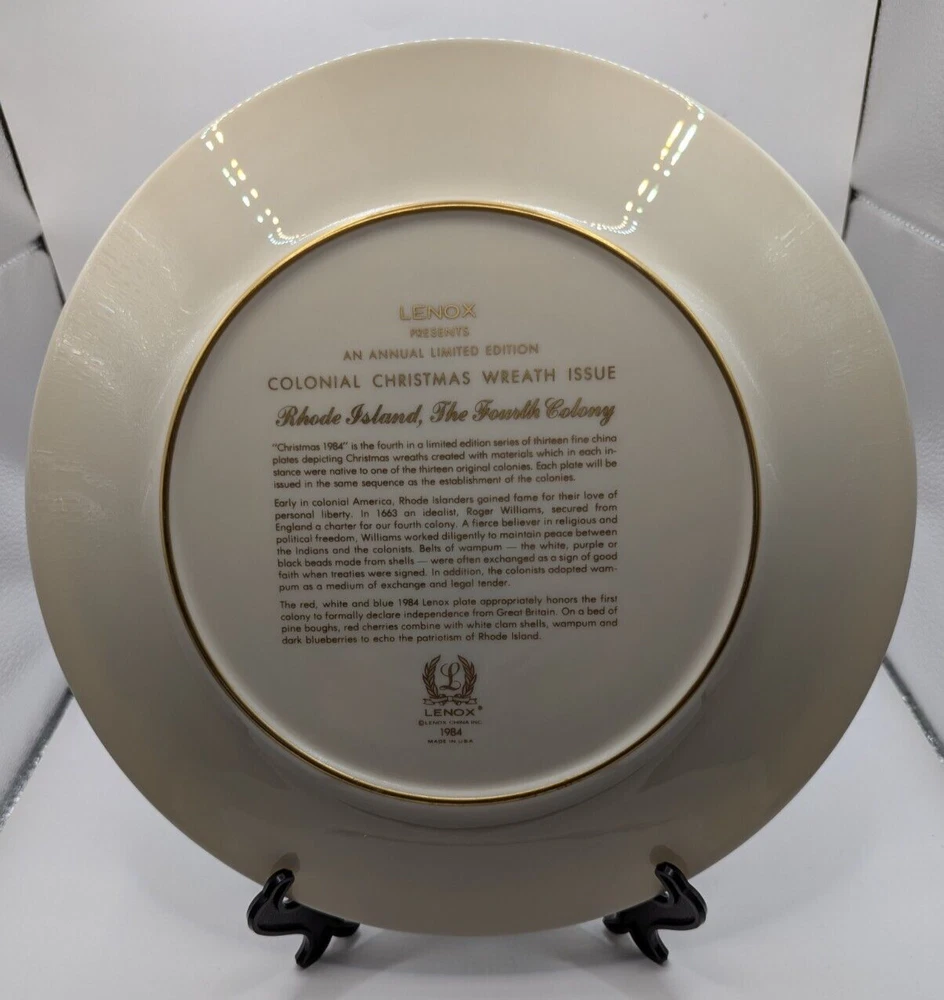 LENOX
PRESENTS
AN ANNUAL LIMITED EDITION
COLONIAL CHRISTMAS WREATH ISSUE
Rhode Island, The Fourth Colony
"Christmas 1984" is the fourth in a limited edition series of thirteen fine china
plates depicting Christmas wreaths created with materials which in each in-
stance were native to one of the thirteen original colonies. Each plate will be
issued in the same sequence as the establishment of the colonies.
Early in colonial America, Rhode Islanders gained fame for their love of
personal liberty. In 1663 an idealist, Roger Williams, secured from
England a charter for our fourth colony. A fierce believer in religious and
political freedom, Williams worked diligently to maintain peace between
the Indians and the colonists. Belts of wampum — the white, purple or
black beads made from shells — were often exchanged as a sign of good
faith when treaties were signed. In addition, the colonists adopted wam-
pum as a medium of exchange and legal tender.
The red, white and blue 1984 Lenox plate appropriately honors the first
colony to formally declare independence from Great Britain. On a bed of
pine boughs, red cherries combine with white clam shells, wampum and
dark blueberries to echo the patriotism of Rhode Island.
L
LENOX®
©LENOX CHINA INC.
1984
MADE IN USA